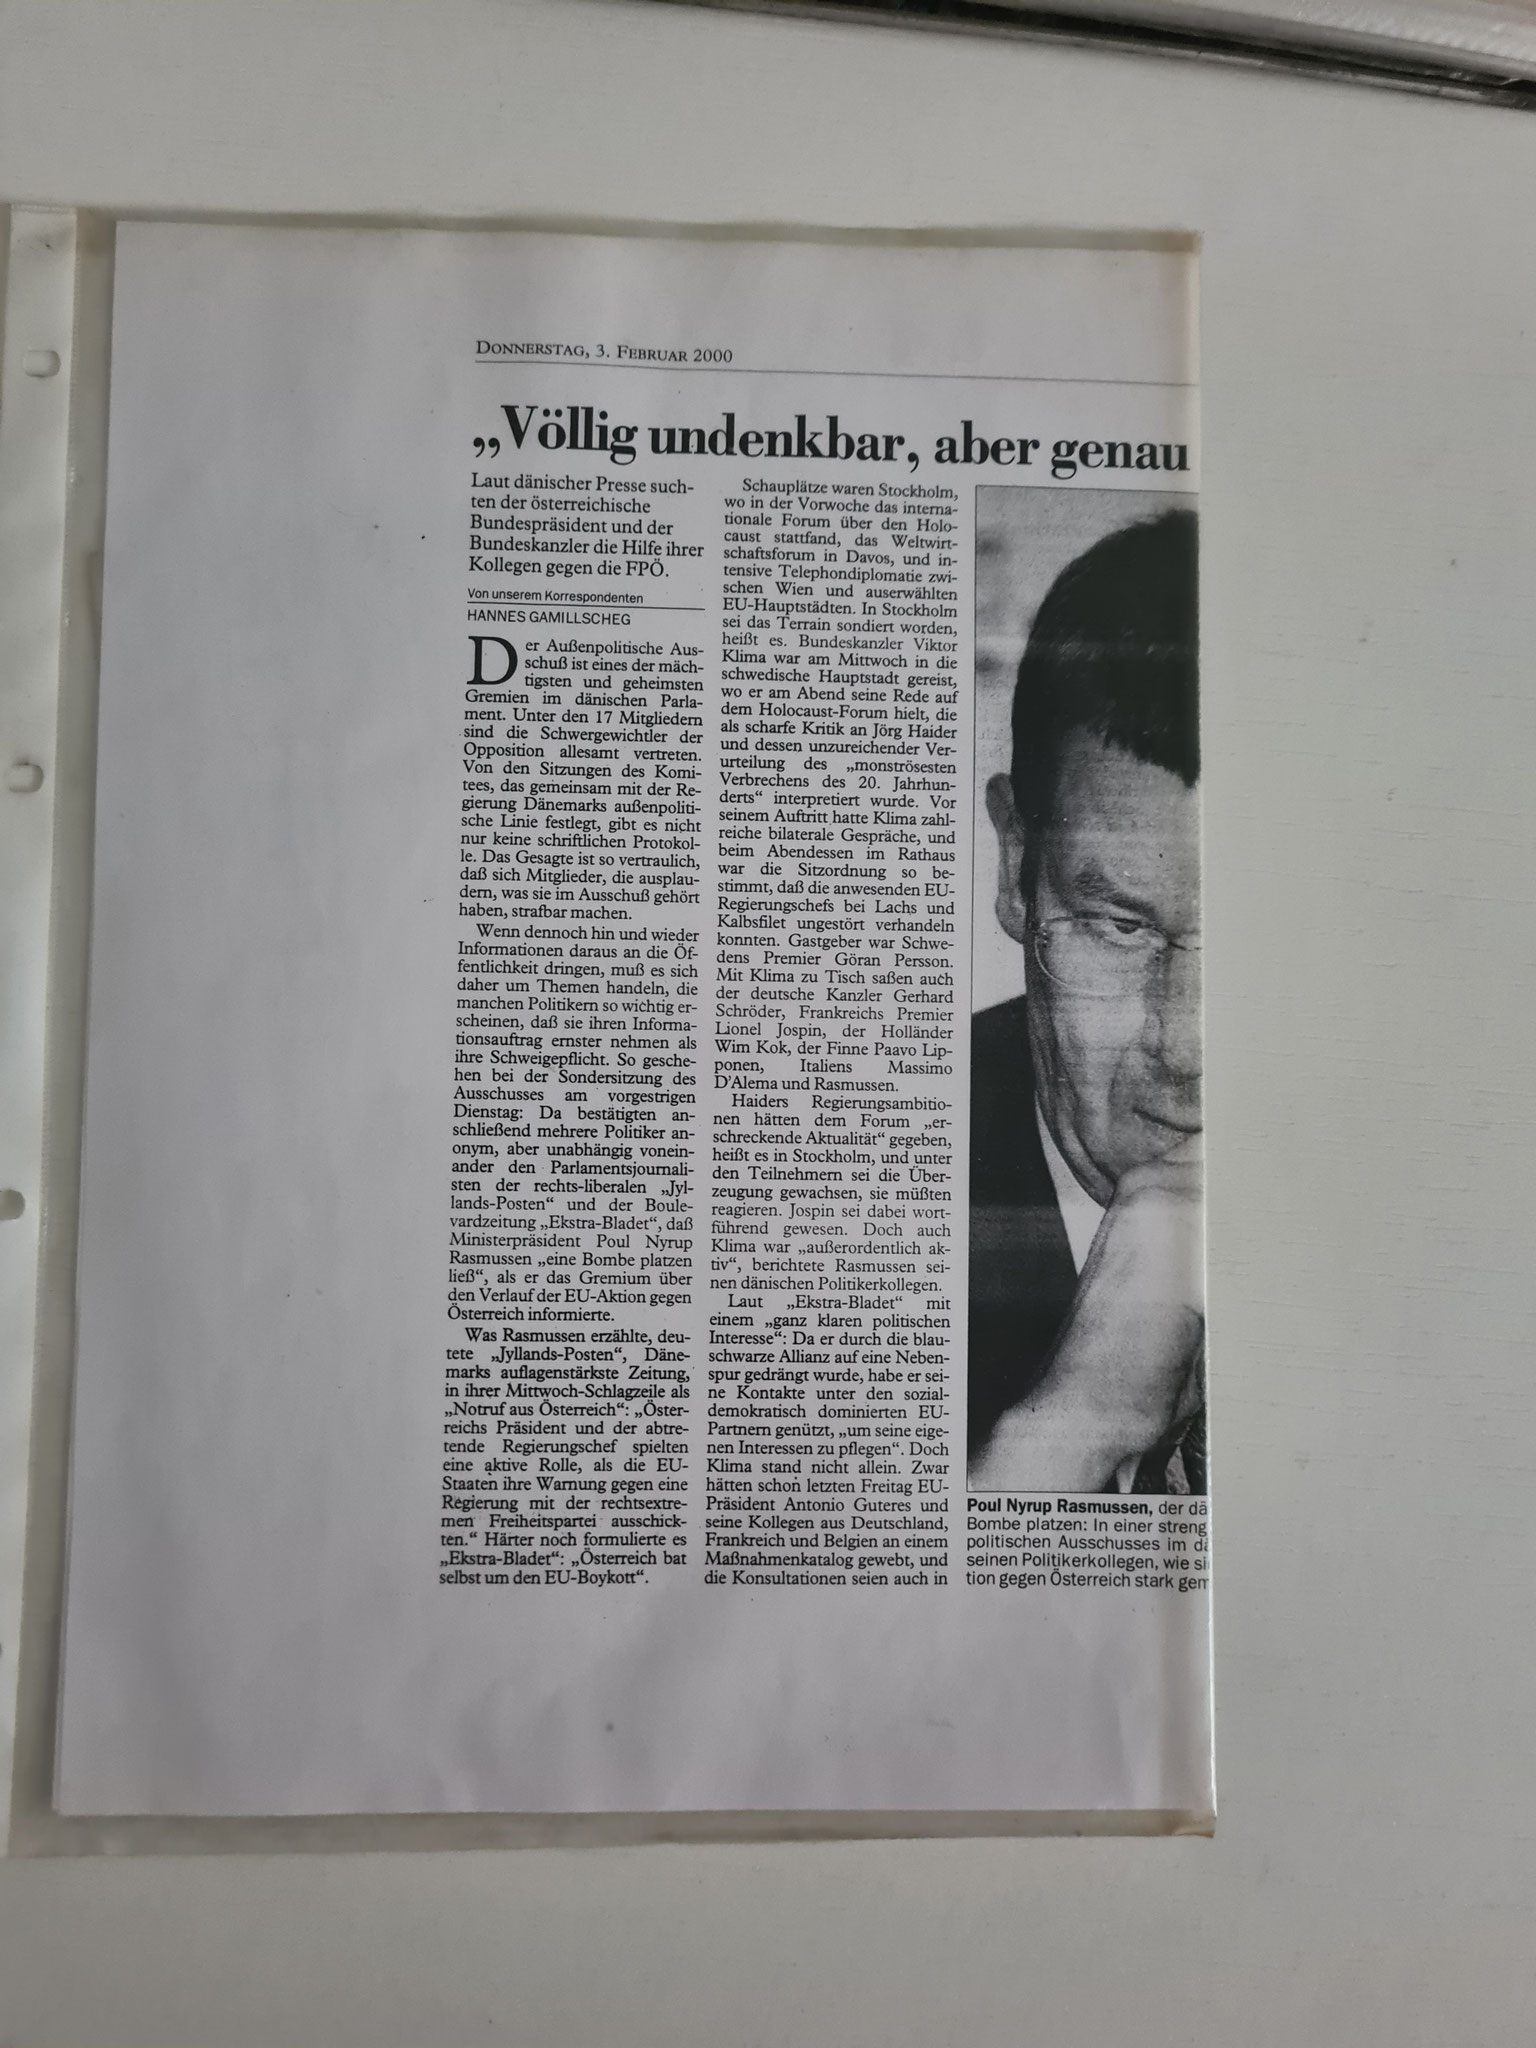 DONNERSTAG, 3. FEBRUAR 2000
„Völlig undenkbar, aber genau
Laut dänischer Presse such-
ten der österreichische
Bundespräsident und der
Bundeskanzler die Hilfe ihrer
Kollegen gegen die FPÖ.
Von unserem Korrespondenten
HANNES GAMILLSCHEG
Der Außenpolitische Aus-
schuß ist eines der mäch-
tigsten und geheimsten
Gremien im dänischen Parla-
ment. Unter den 17 Mitgliedern
sind die Schwergewichtler der
Opposition allesamt vertreten.
Von den Sitzungen des Komi-
tees, das gemeinsam mit der Re-
gierung Dänemarks außenpoliti-
sche Linie festlegt, gibt es nicht
nur keine schriftlichen Protokol-
le. Das Gesagte ist so vertraulich,
daß sich Mitglieder, die ausplau-
dern, was sie im Ausschuß gehört
haben, strafbar machen.
Wenn dennoch hin und wieder
Informationen daraus an die Öf-
fentlichkeit dringen, muß es sich
daher um Themen handeln, die
manchen Politikern so wichtig er-
scheinen, daß sie ihren Informa-
tionsauftrag ernster nehmen als
ihre Schweigepflicht. So gesche-
hen bei der Sondersitzung des
Ausschusses am vorgestrigen
Dienstag: Da bestätigten an-
schließend mehrere Politiker an-
onym, aber unabhängig vonein-
ander den Parlamentsjournali-
sten der rechts-liberalen „Jyl-
lands-Posten“ und der Boule-
vardzeitung „Ekstra-Bladet“, daß
Ministerpräsident Poul Nyrup
Rasmussen „eine Bombe platzen
ließ“, als er das Gremium über
den Verlauf der EU-Aktion gegen
Österreich informierte.
Was Rasmussen erzählte, deu-
tete „Jyllands-Posten“, Däne-
marks auflagenstärkste Zeitung,
in ihrer Mittwoch-Schlagzeile als
„Notruf aus Österreich“: „Öster-
reichs Präsident und der abtre-
tende Regierungschef spielten
eine aktive Rolle, als die EU-
Staaten ihre Warnung gegen eine
Regierung mit der rechtsextre-
men Freiheitspartei ausschick-
ten.“ Härter noch formulierte es
„Ekstra-Bladet“: „Österreich bat
selbst um den EU-Boykott“.
Schauplätze waren Stockholm,
wo in der Vorwoche das interna-
tionale Forum über den Holo-
caust stattfand, das Weltwirt-
schaftsforum in Davos, und in-
tensive Telephondiplomatie zwi-
schen Wien und auserwählten
EU-Hauptstädten. In Stockholm
sei das Terrain sondiert worden,
heißt es. Bundeskanzler Viktor
Klima war am Mittwoch in die
schwedische Hauptstadt gereist,
wo er am Abend seine Rede auf
dem Holocaust-Forum hielt, die
als scharfe Kritik an Jörg Haider
und dessen unzureichender Ver-
urteilung des „monströsesten
Verbrechens des 20. Jahrhun-
derts“ interpretiert wurde. Vor
seinem Auftritt hatte Klima zahl-
reiche bilaterale Gespräche, und
beim Abendessen im Rathaus
war die Sitzordnung so be-
stimmt, daß die anwesenden EU-
Regierungschefs bei Lachs und
Kalbsfilet ungestört verhandeln
konnten. Gastgeber war Schwe-
dens Premier Göran Persson.
Mit Klima zu Tisch saßen auch
der deutsche Kanzler Gerhard
Schröder, Frankreichs Premier
Lionel Jospin, der Holländer
Wim Kok, der Finne Paavo Lip-
ponen, Italiens Massimo
D'Alema und Rasmussen.
Haiders Regierungsambitio-
nen hätten dem Forum „er-
schreckende Aktualität“ gegeben,
heißt es in Stockholm, und unter
den Teilnehmern sei die Über-
zeugung gewachsen, sie müßten
reagieren. Jospin sei dabei wort-
führend gewesen. Doch auch
Klima war „außerordentlich ak-
tiv“, berichtete Rasmussen sei-
nen dänischen Politikerkollegen.
Laut „Ekstra-Bladet“ mit
einem „ganz klaren politischen
Interesse“: Da er durch die blau-
schwarze Allianz auf eine Neben-
spur gedrängt wurde, habe er sei-
ne Kontakte unter den sozial-
demokratisch dominierten EU-
Partnern genützt, „um seine eige-
nen Interessen zu pflegen“. Doch
Klima stand nicht allein. Zwar
hätten schon letzten Freitag EU-
Präsident Antonio Guteres und
seine Kollegen aus Deutschland,
Frankreich und Belgien an einem
Maßnahmenkatalog gewebt, und
die Konsultationen seien auch in
Poul Nyrup Rasmussen, der dä
Bombe platzen: In einer streng
politischen Ausschusses im dä
seinen Politikerkollegen, wie si
tion gegen Österreich stark gem